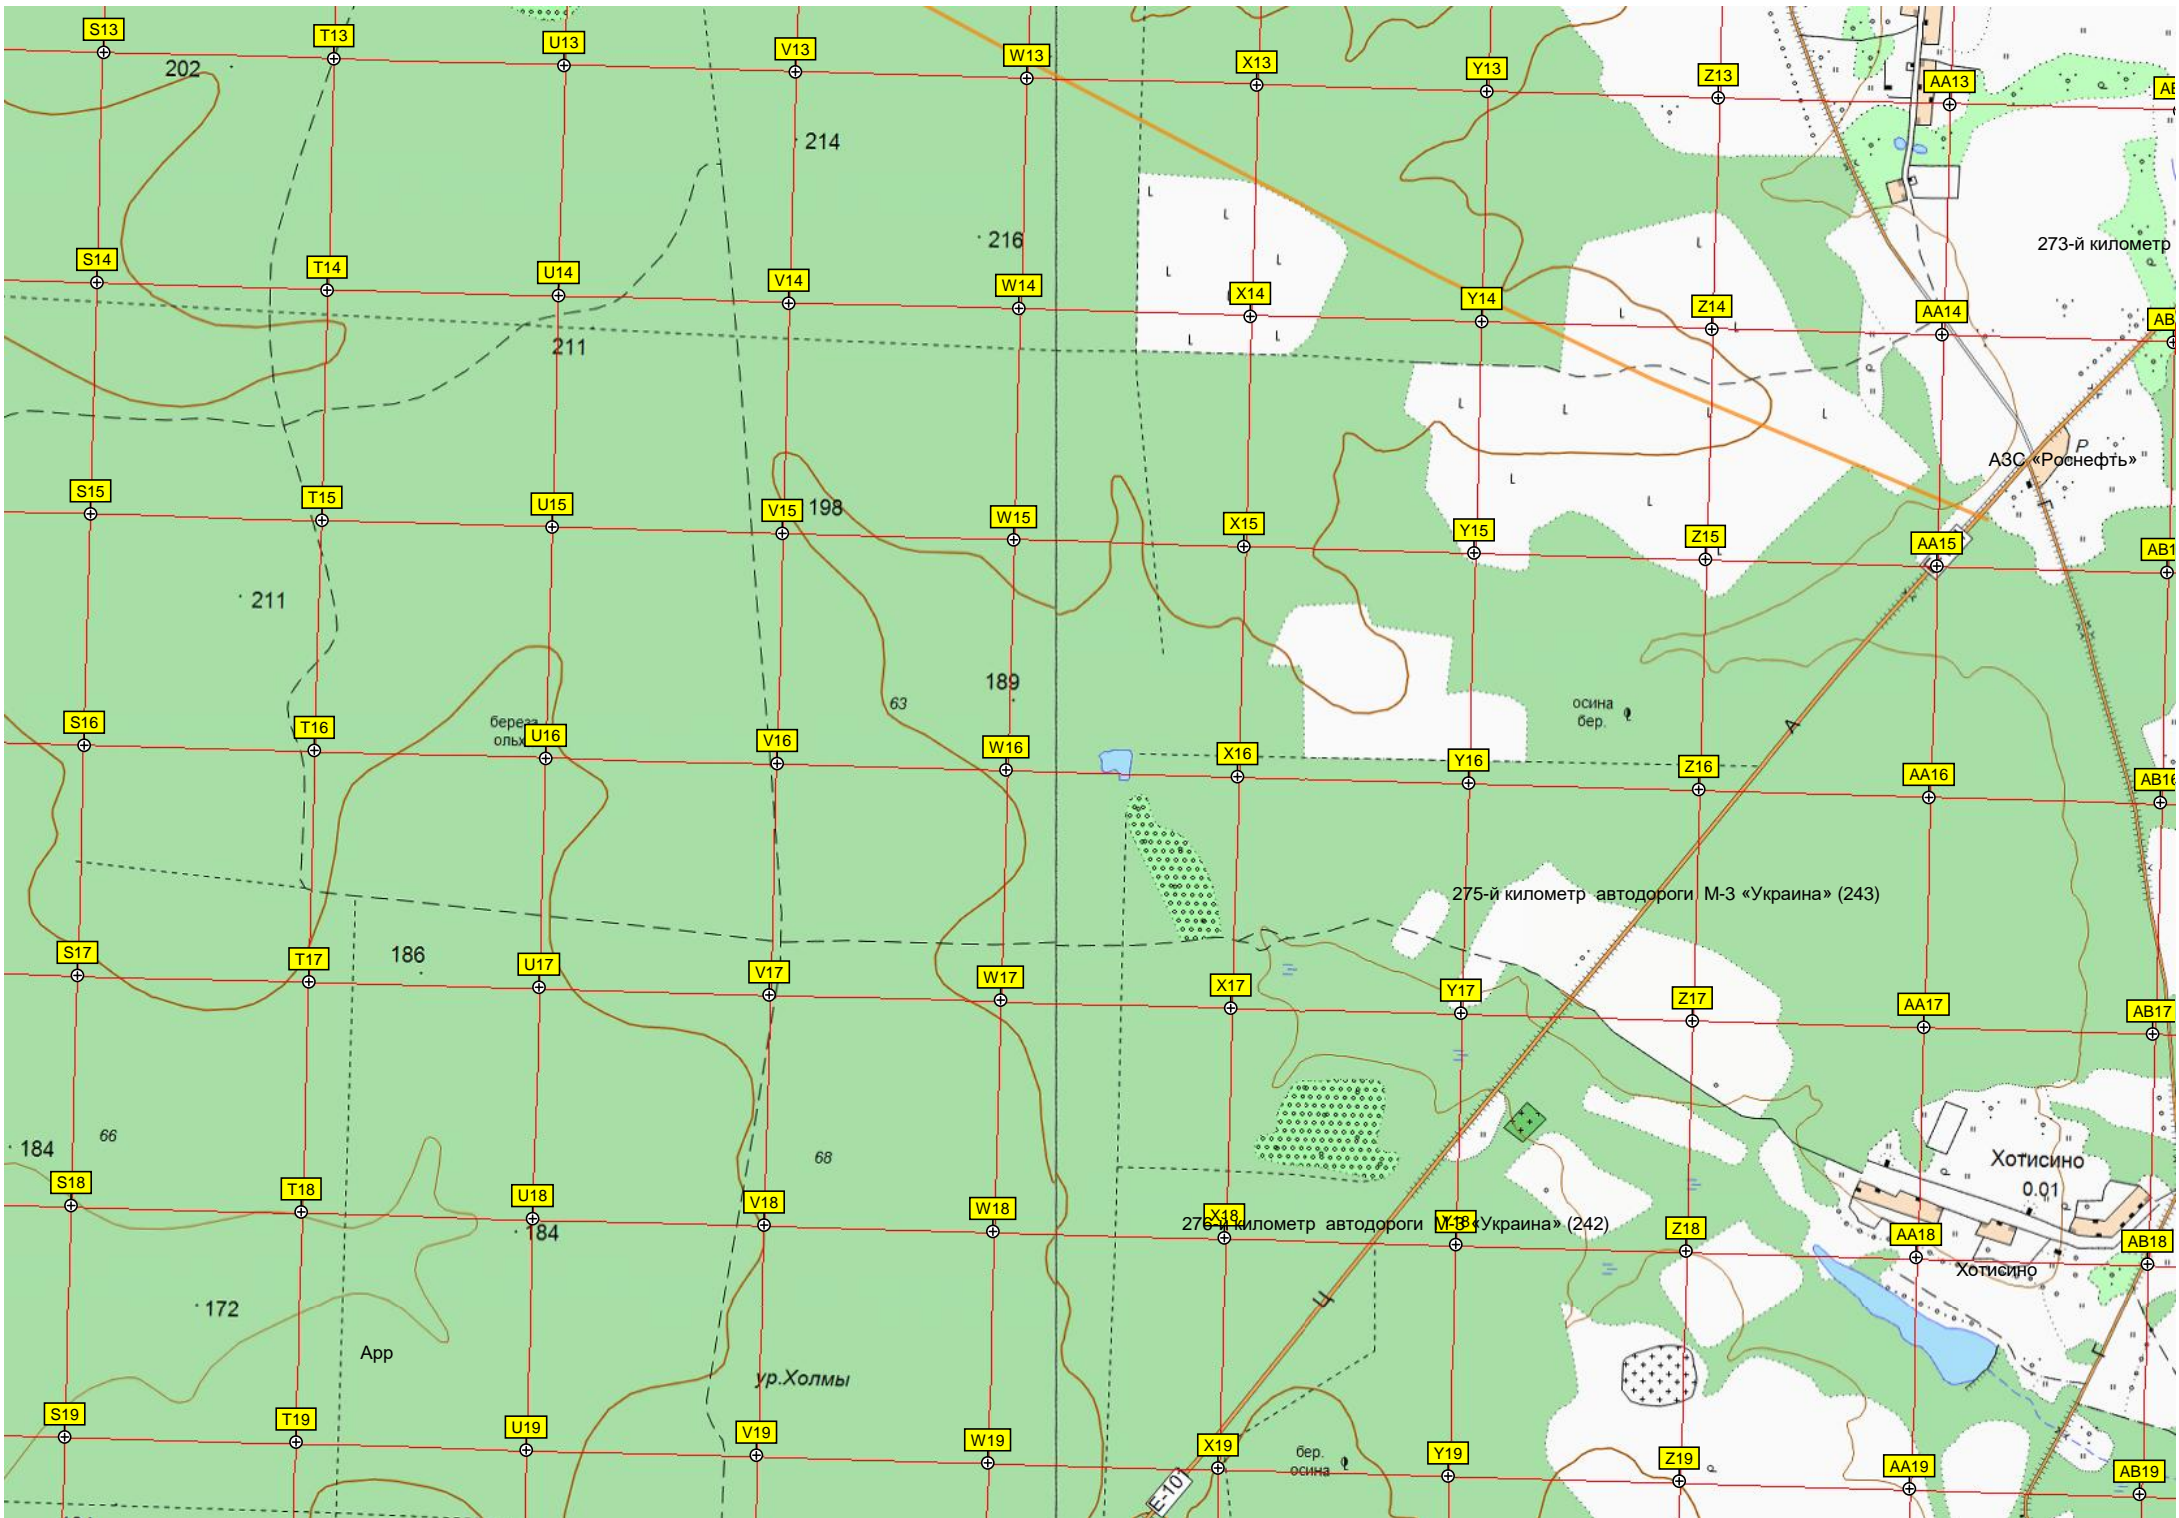 S13
T13
U13
V13
W13
X13
Y13
Z13
AA13
202
214
273-й километр
216
S14
T14
U14
V14
W14
X14
Y14
Z14
AA14
211
Р
АЗС «Роснефть»
S15
T15
U15
V15
198
W15
X15
Y15
Z15
AA15
211
189
63
осина
бер.
А
береза
S16
T16
U16
V16
W16
X16
Y16
Z16
AA16
AB16
275-й километр автодороги М-3 «Украина» (243)
S17
T17
186
U17
V17
W17
X17
Y17
Z17
AA17
AB17
184
66
68
Хотисино
0.01
S18
T18
U18
V18
W18
X18
Y18
276-й километр автодороги М-3 «Украина» (242)
Z18
AA18
AB18
184
Хотисино
172
Ц
Г
Арр
ур.Холмы
S19
T19
U19
V19
W19
X19
Y19
Z19
AA19
AB19
бер.
осина
Е-101